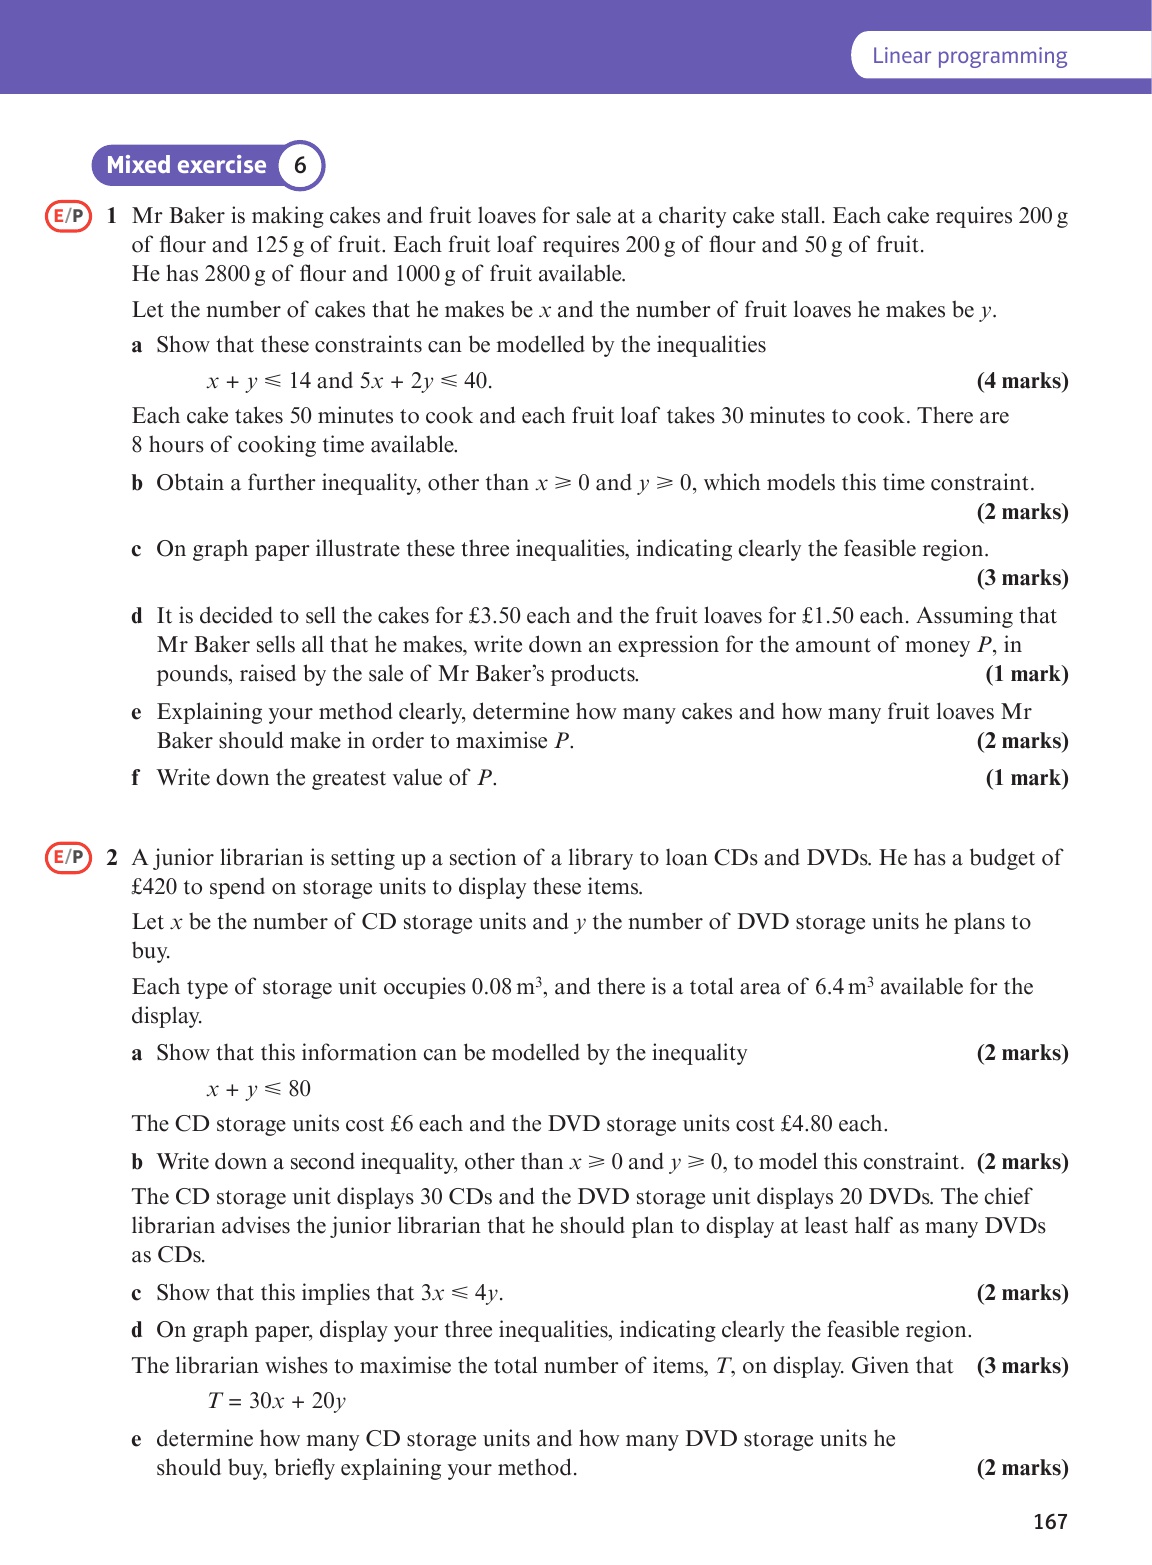 Linear programming
Mixed exercise 6
E/P 1 Mr Baker is making cakes and fruit loaves for sale at a charity cake stall. Each cake requires 200 g
of flour and 125 g of fruit. Each fruit loaf requires 200 g of flour and 50 g of fruit.
He has 2800 g of flour and 1000 g of fruit available.
Let the number of cakes that he makes be x and the number of fruit loaves he makes be y.
a Show that these constraints can be modelled by the inequalities
x + y ⩽ 14 and 5x + 2y ⩽ 40. (4 marks)
Each cake takes 50 minutes to cook and each fruit loaf takes 30 minutes to cook. There are
8 hours of cooking time available.
b Obtain a further inequality, other than x ⩾ 0 and y ⩾ 0, which models this time constraint.
(2 marks)
c On graph paper illustrate these three inequalities, indicating clearly the feasible region.
(3 marks)
d It is decided to sell the cakes for £3.50 each and the fruit loaves for £1.50 each. Assuming that
Mr Baker sells all that he makes, write down an expression for the amount of money P, in
pounds, raised by the sale of Mr Baker’s products. (1 mark)
e Explaining your method clearly, determine how many cakes and how many fruit loaves Mr
Baker should make in order to maximise P. (2 marks)
f Write down the greatest value of P. (1 mark)
E/P 2 A junior librarian is setting up a section of a library to loan CDs and DVDs. He has a budget of
£420 to spend on storage units to display these items.
Let x be the number of CD storage units and y the number of DVD storage units he plans to
buy.
Each type of storage unit occupies 0.08 m³, and there is a total area of 6.4 m³ available for the
display.
a Show that this information can be modelled by the inequality (2 marks)
x + y ⩽ 80
The CD storage units cost £6 each and the DVD storage units cost £4.80 each.
b Write down a second inequality, other than x ⩾ 0 and y ⩾ 0, to model this constraint. (2 marks)
The CD storage unit displays 30 CDs and the DVD storage unit displays 20 DVDs. The chief
librarian advises the junior librarian that he should plan to display at least half as many DVDs
as CDs.
c Show that this implies that 3x ⩽ 4y. (2 marks)
d On graph paper, display your three inequalities, indicating clearly the feasible region.
The librarian wishes to maximise the total number of items, T, on display. Given that (3 marks)
T = 30x + 20y
e determine how many CD storage units and how many DVD storage units he
should buy, briefly explaining your method. (2 marks)
167